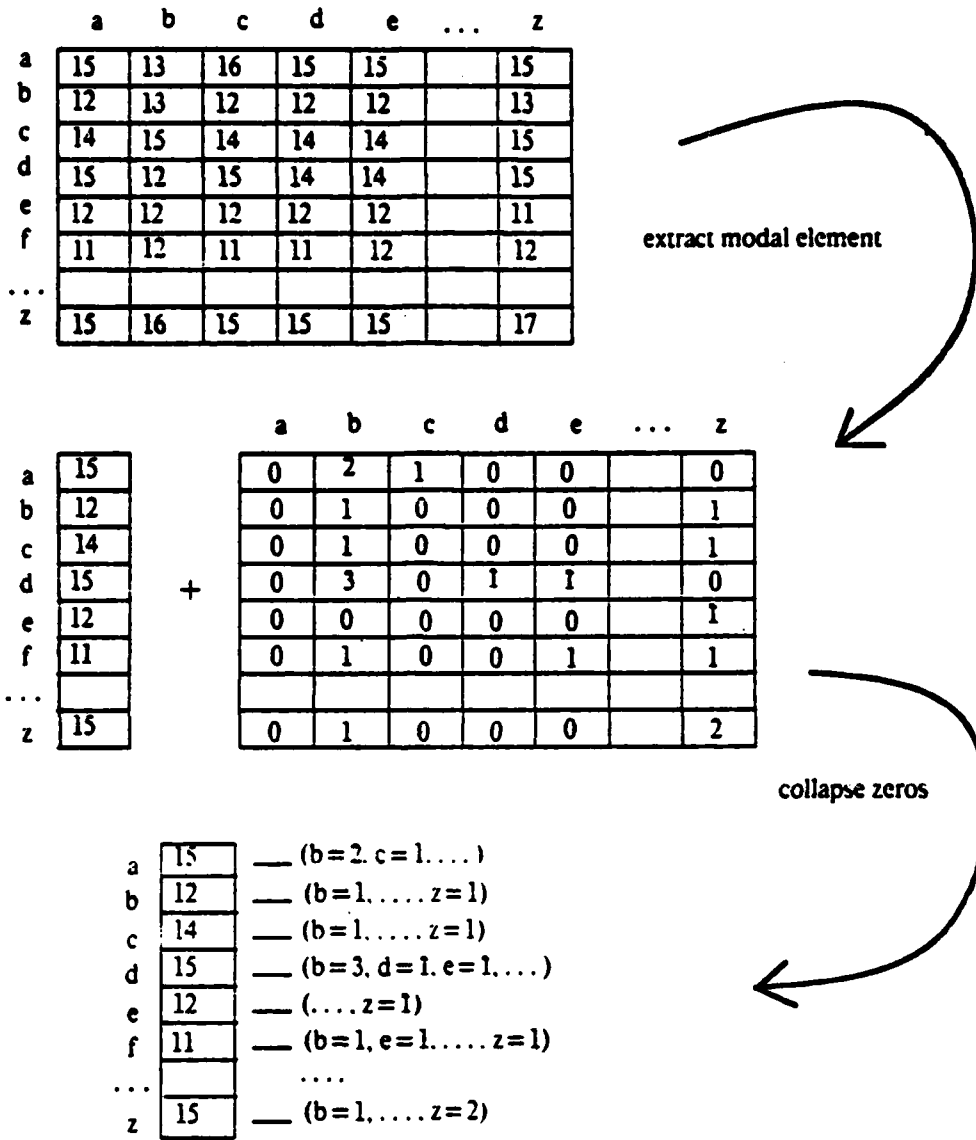 a b c d e ... z
a 15 13 16 15 15 15
b 12 13 12 12 12 13
c 14 15 14 14 14 15
d 15 12 15 14 14 15
e 12 12 12 12 12 11
f 11 12 11 11 12 12
...
z 15 16 15 15 15 17
extract modal element
a b c d e ... z
a 15 0 2 1 0 0 0
b 12 0 1 0 0 0 1
c 14 0 1 0 0 0 1
d 15 + 0 3 0 1 1 0
e 12 0 0 0 0 0 1
f 11 0 1 0 0 1 1
...
z 15 0 1 0 0 0 2
collapse zeros
a 15 — (b=2, c=1....)
b 12 — (b=1,.... z=1)
c 14 — (b=1,.... z=1)
d 15 — (b=3, d=1, e=1,...)
e 12 — (.... z=1)
f 11 — (b=1, e=1..... z=1)
... ....
z 15 — (b=1,.... z=2)